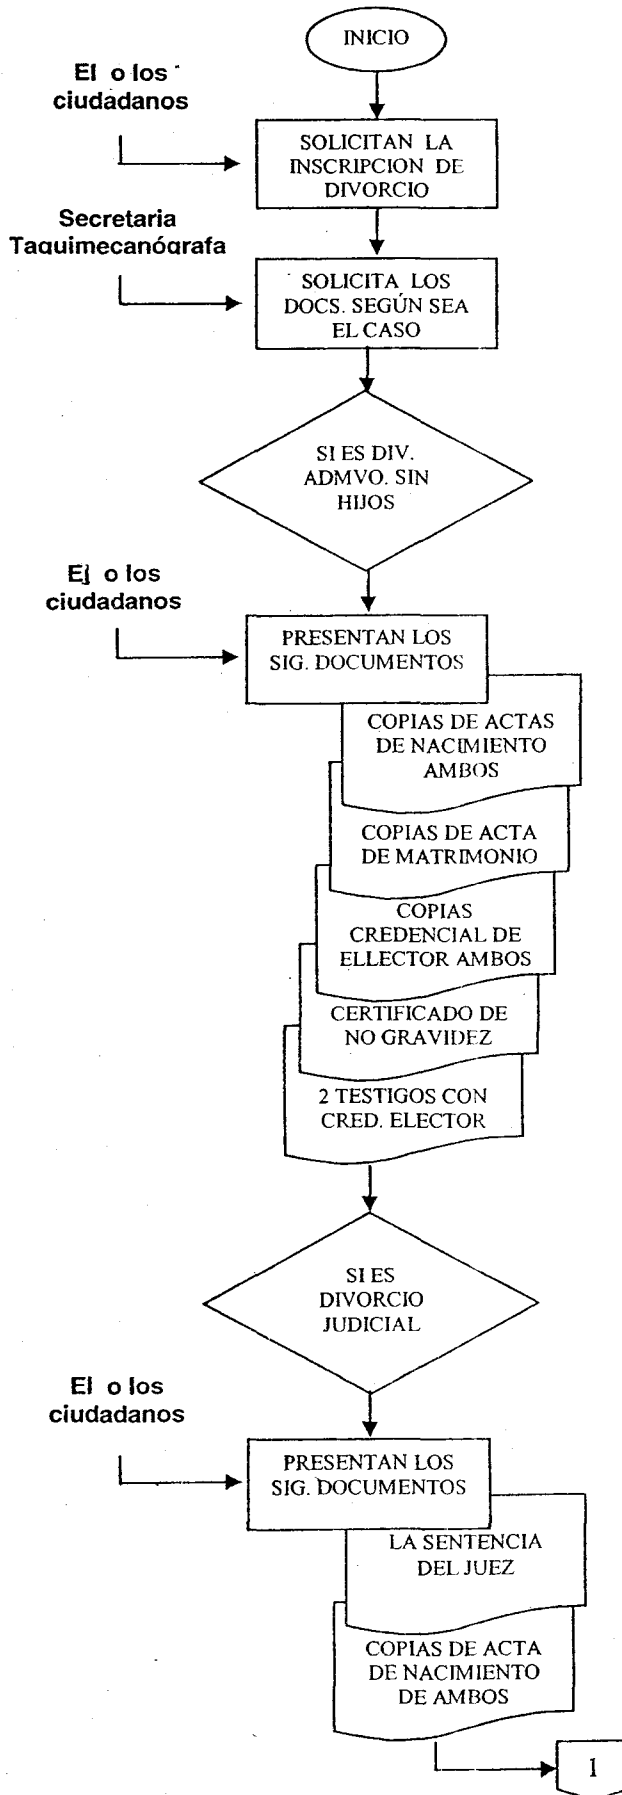 INICIO
El o los
ciudadanos
SOLICITAN LA
INSCRIPCION DE
DIVORCIO
Secretaria
Taquimecanógrafa
SOLICITA LOS
DOCS. SEGÚN SEA
EL CASO
SI ES DIV.
ADMVO. SIN
HIJOS
El o los
ciudadanos
PRESENTAN LOS
SIG. DOCUMENTOS
COPIAS DE ACTAS
DE NACIMIENTO
AMBOS
COPIAS DE ACTA
DE MATRIMONIO
COPIAS
CREDENCIAL DE
ELLECTOR AMBOS
CERTIFICADO DE
NO GRAVIDEZ
2 TESTIGOS CON
CRED. ELECTOR
SI ES
DIVORCIO
JUDICIAL
El o los
ciudadanos
PRESENTAN LOS
SIG. DOCUMENTOS
LA SENTENCIA
DEL JUEZ
COPIAS DE ACTA
DE NACIMIENTO
DE AMBOS
1